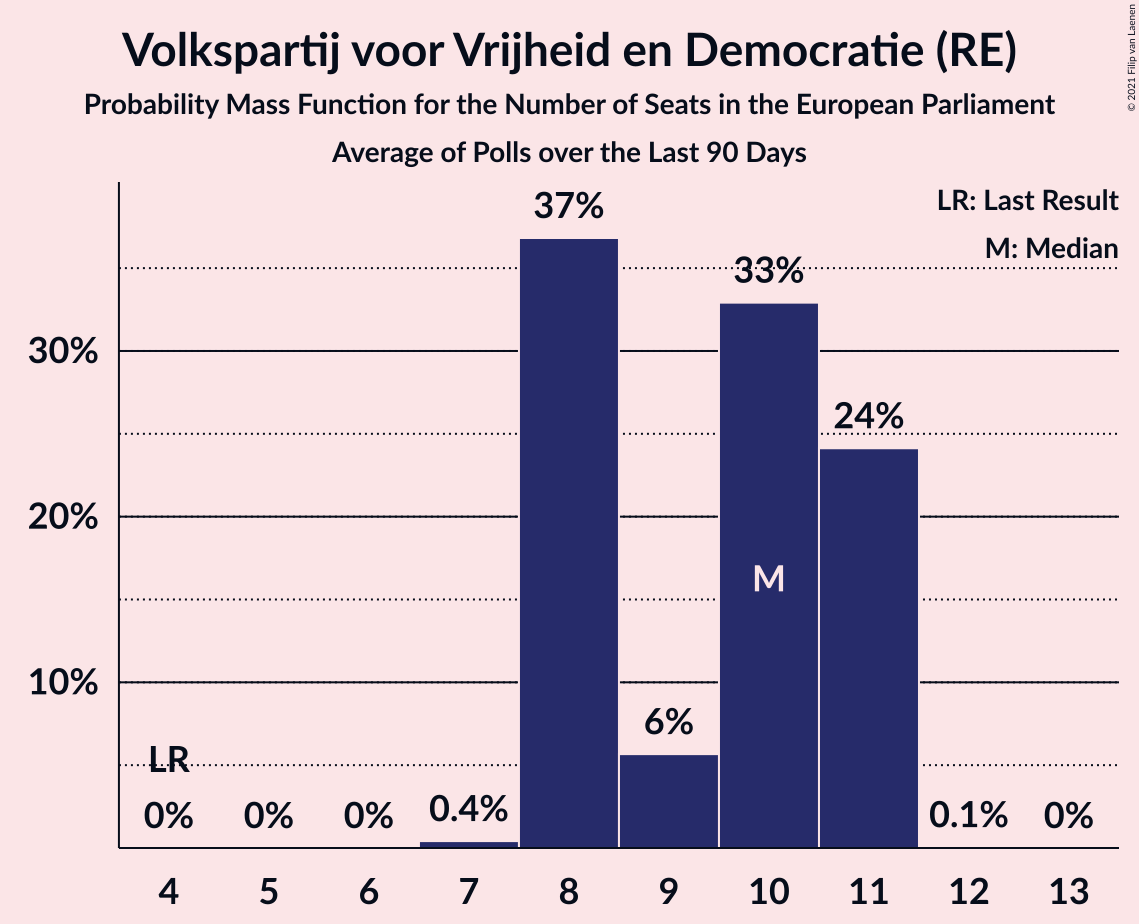 Volkspartij voor Vrijheid en Democratie (RE)
Probability Mass Function for the Number of Seats in the European Parliament
Average of Polls over the Last 90 Days
© 2021 Filip van Laenen
LR: Last Result
M: Median
37%
33%
30%
24%
20%
M
10%
6%
LR
0%
0%
0%
0.4%
0.1%
0%
4
5
6
7
8
9
10
11
12
13